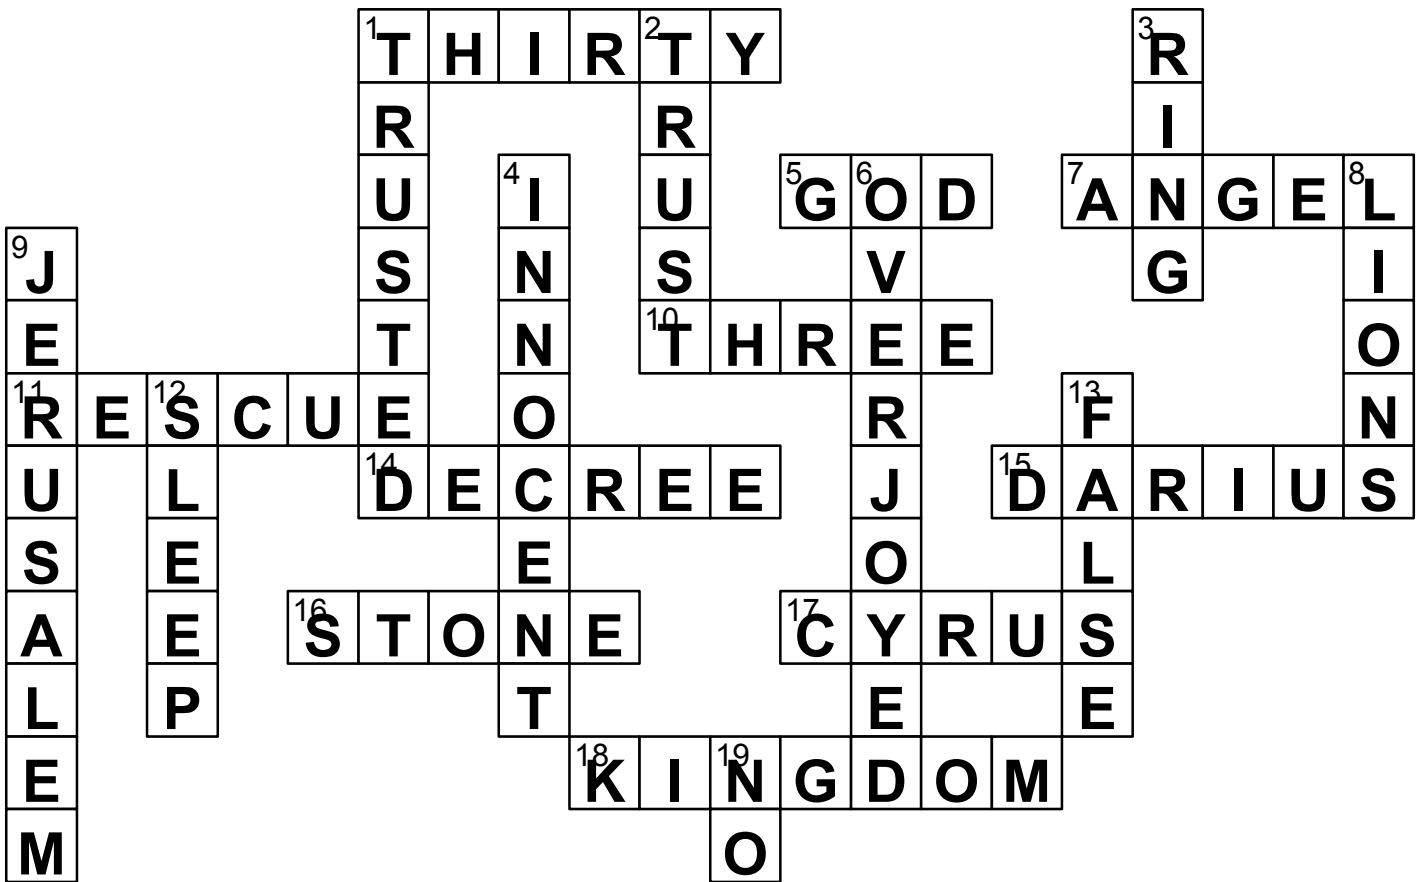 1 T H I R 2 T Y 3 R
R R I
U 4 I U 5 G 6 O D 7 A N G E 8 L
9 J S N S V G I
E T N 10 T H R E E O
11 R E 12 S C U E O R 13 F N
U L 14 D E C R E E J 15 D A R I U S
S E E O L
A E 16 S T O N E 17 C Y R U S
L P T E E
E 18 K I 19 N G D O M
M O